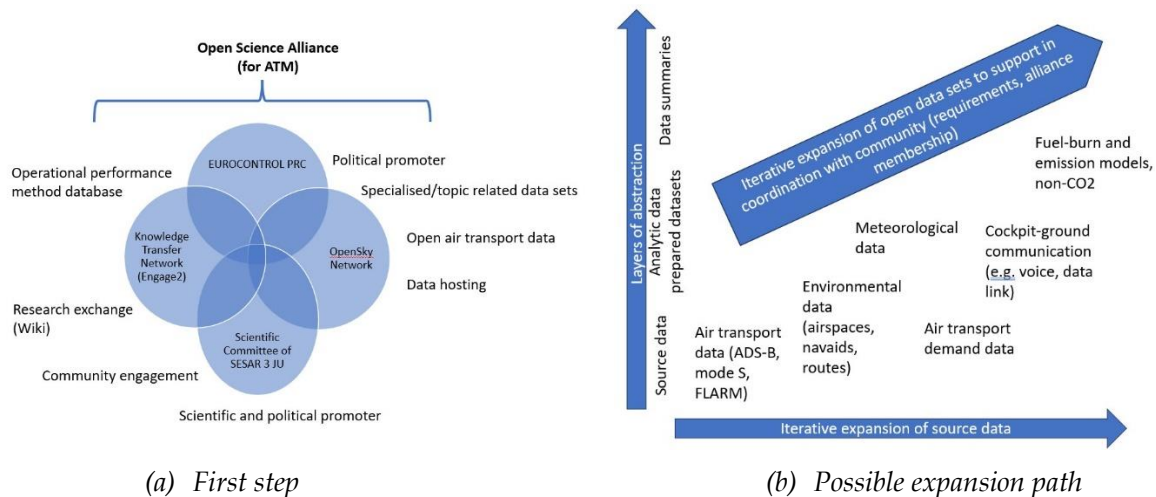 Open Science Alliance
(for ATM)
EUROCONTROL PRC
Political promoter
Operational performance
method database
Specialised/topic related data sets
Knowledge
Transfer
Network
(Engage2)
OpenSky
Network
Open air transport data
Data hosting
Research exchange
(Wiki)
Scientific
Committee of
SESAR 3 JU
Community engagement
Scientific and political promoter
(a) First step
Layers of abstraction
Data summaries
Analytic data
prepared datasets
Source data
Iterative expansion of open data sets to support in
coordination with community (requirements, alliance
membership)
Fuel-burn and
emission models,
non-CO2
Meteorological
data
Cockpit-ground
communication
(e.g. voice, data
link)
Environmental
data
(airspaces,
navaids,
routes)
Air transport
data (ADS-B,
mode S,
FLARM)
Air transport
demand data
Iterative expansion of source data
(b) Possible expansion path